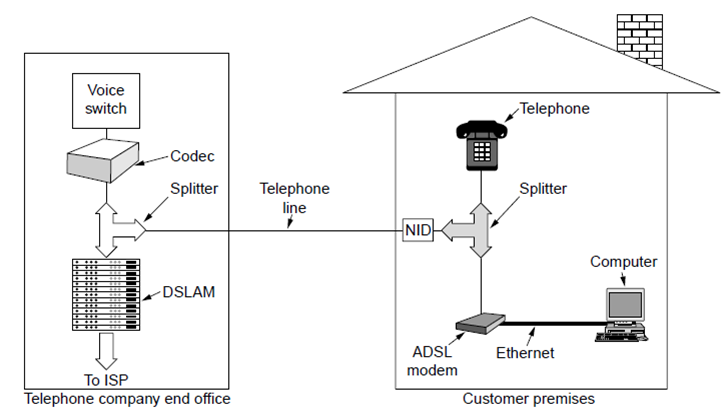 Voice
switch
Codec
Splitter
DSLAM
To ISP
Telephone company end office
Telephone
line
Telephone
NID
Splitter
Computer
ADSL
modem
Ethernet
Customer premises